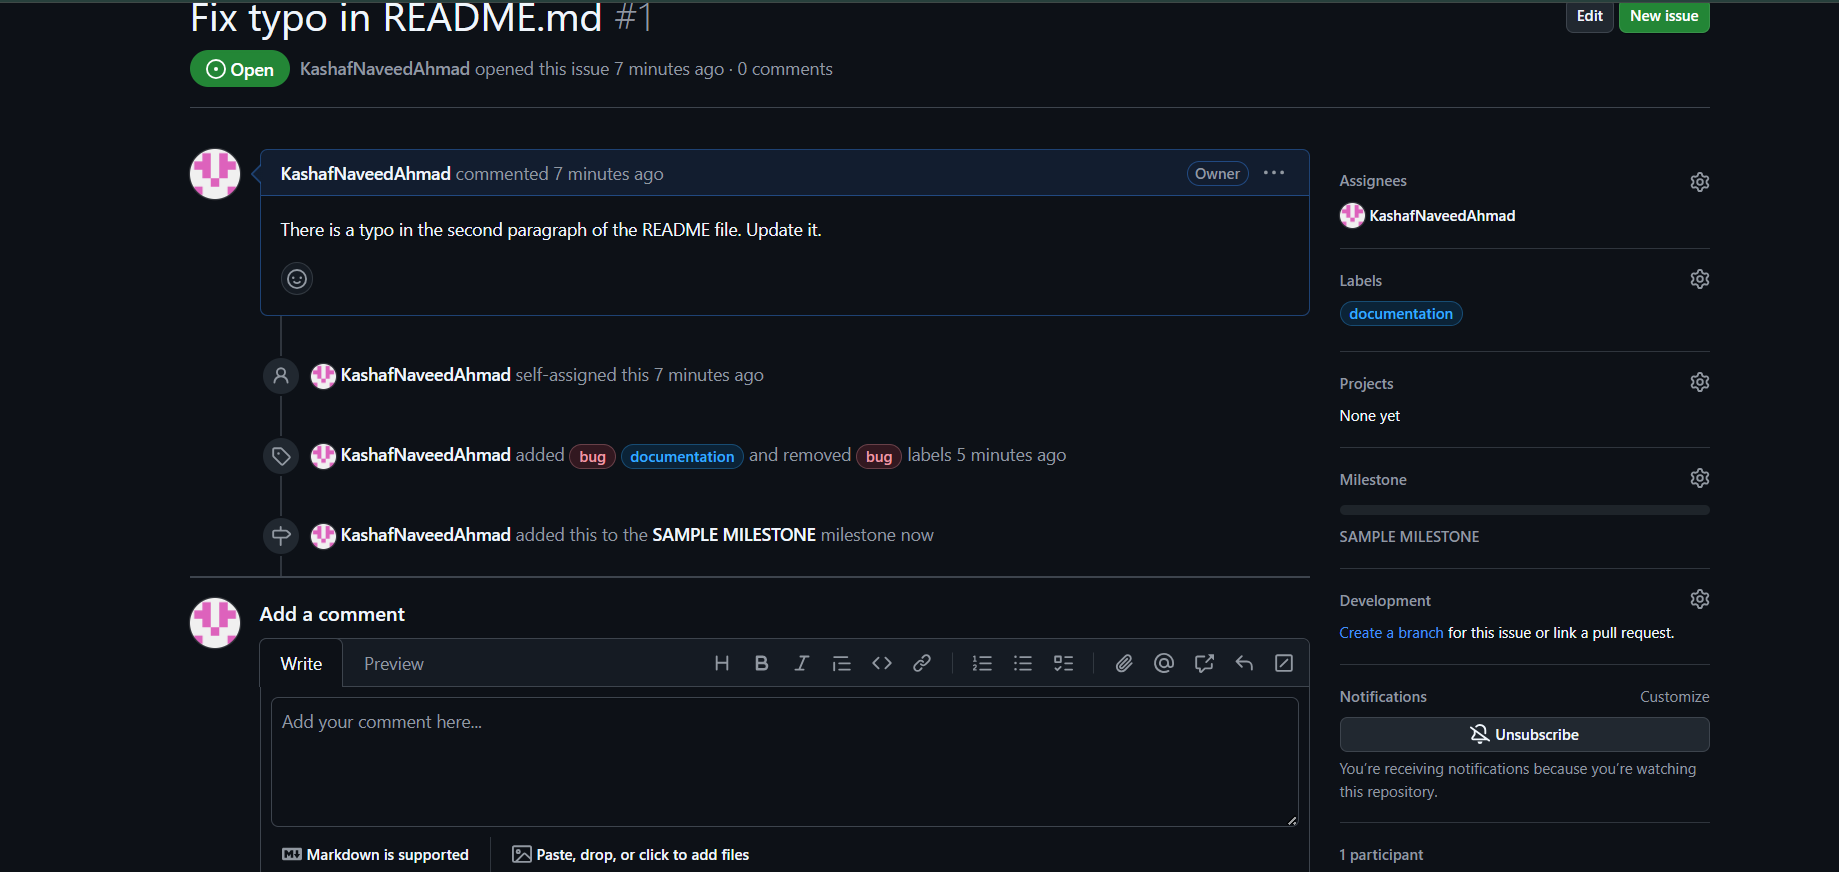 Fix typo in README.md #1
Edit
New issue
Open
KashafNaveedAhmad opened this issue 7 minutes ago · 0 comments
KashafNaveedAhmad commented 7 minutes ago
Owner
There is a typo in the second paragraph of the README file. Update it.
KashafNaveedAhmad self-assigned this 7 minutes ago
KashafNaveedAhmad added bug documentation and removed bug labels 5 minutes ago
KashafNaveedAhmad added this to the SAMPLE MILESTONE milestone now
Add a comment
Write
Preview
Add your comment here...
Markdown is supported
Paste, drop, or click to add files
Assignees
KashafNaveedAhmad
Labels
documentation
Projects
None yet
Milestone
SAMPLE MILESTONE
Development
Create a branch for this issue or link a pull request.
Notifications
Customize
Unsubscribe
You're receiving notifications because you're watching
this repository.
1 participant